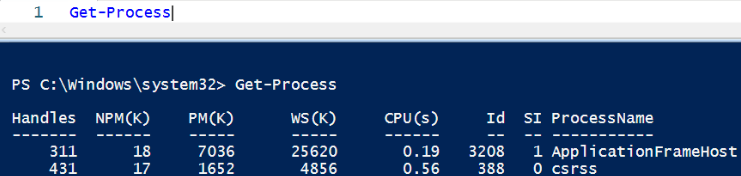 1 Get-Process
PS C:\Windows\system32> Get-Process
Handles NPM(K) PM(K) WS(K) CPU(s) Id SI ProcessName
------- ------ ----- ----- ------ -- -- -----------
311 18 7036 25620 0.19 3208 1 ApplicationFrameHost
431 17 1652 4856 0.56 388 0 csrss